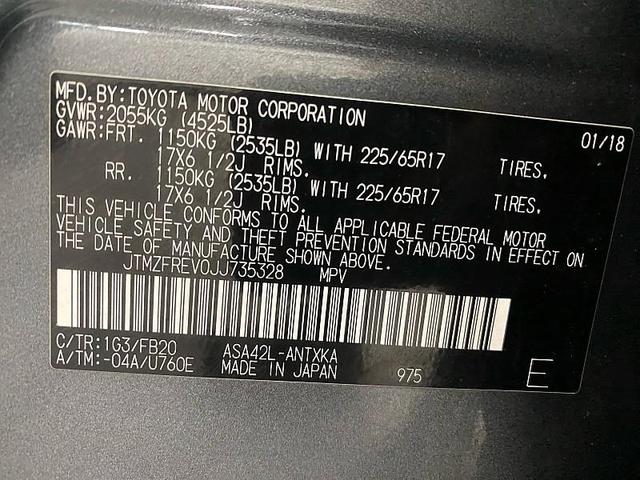 MFD.BY:TOYOTA MOTOR CORPORATION 01/18
GVWR:2055KG (4525LB)
GAWR:FRT. 1150KG (2535LB) WITH 225/65R17 TIRES,
17X6 1/2J RIMS.
RR. 1150KG (2535LB) WITH 225/65R17 TIRES,
17X6 1/2J RIMS.
THIS VEHICLE CONFORMS TO ALL APPLICABLE FEDERAL MOTOR
VEHICLE SAFETY AND THEFT PREVENTION STANDARDS IN EFFECT ON
THE DATE OF MANUFACTURE SHOWN ABOVE.
JTMZFREV0JJ735328 MPV
C/TR:1G3/FB20 ASA42L-ANTXKA
A/TM:-04A/U760E MADE IN JAPAN 975 E